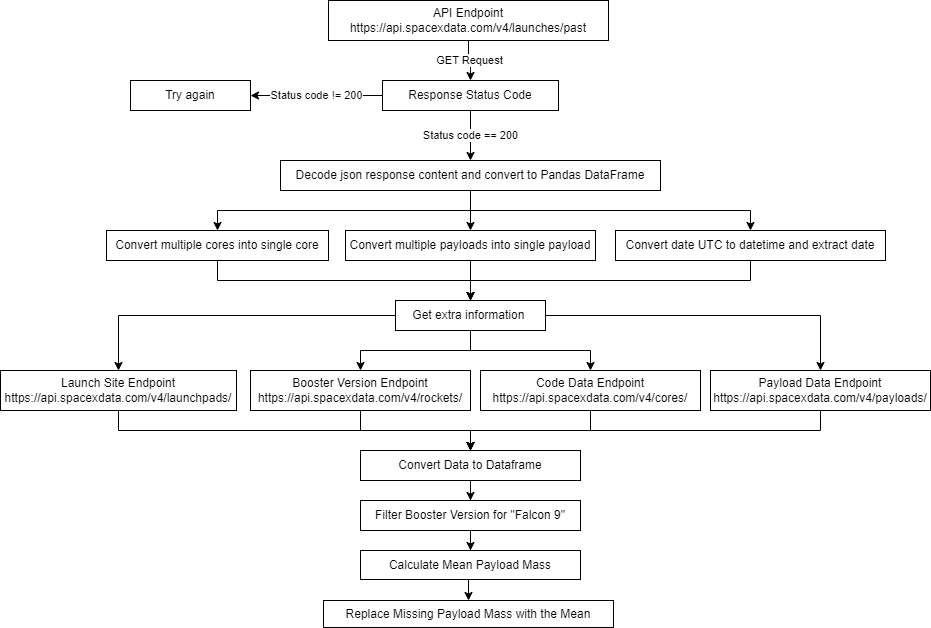 API Endpoint
https://api.spacexdata.com/v4/launches/past
GET Request
Try again
Status code != 200
Response Status Code
Status code == 200
Decode json response content and convert to Pandas DataFrame
Convert multiple cores into single core
Convert multiple payloads into single payload
Convert date UTC to datetime and extract date
Get extra information
Launch Site Endpoint
https://api.spacexdata.com/v4/launchpads/
Booster Version Endpoint
https://api.spacexdata.com/v4/rockets/
Code Data Endpoint
https://api.spacexdata.com/v4/cores/
Payload Data Endpoint
https://api.spacexdata.com/v4/payloads/
Convert Data to Dataframe
Filter Booster Version for "Falcon 9"
Calculate Mean Payload Mass
Replace Missing Payload Mass with the Mean